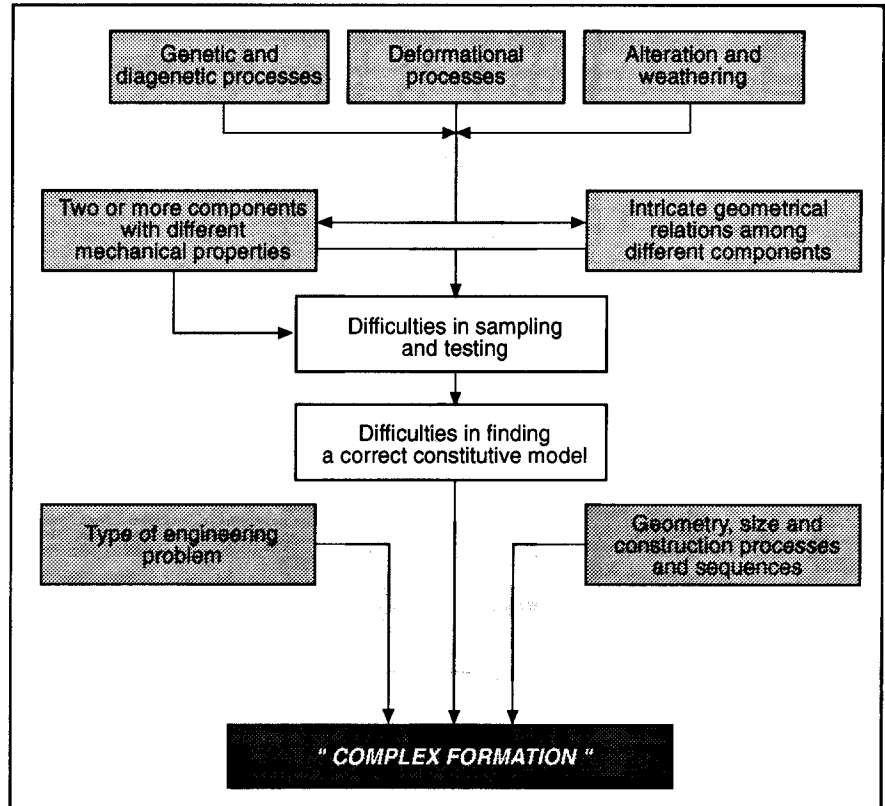 Genetic and
diagenetic processes
Deformational
processes
Alteration and
weathering
Two or more components
with different
mechanical properties
Intricate geometrical
relations among
different components
Difficulties in sampling
and testing
Difficulties in finding
a correct constitutive model
Type of engineering
problem
Geometry, size and
construction processes
and sequences
" COMPLEX FORMATION "